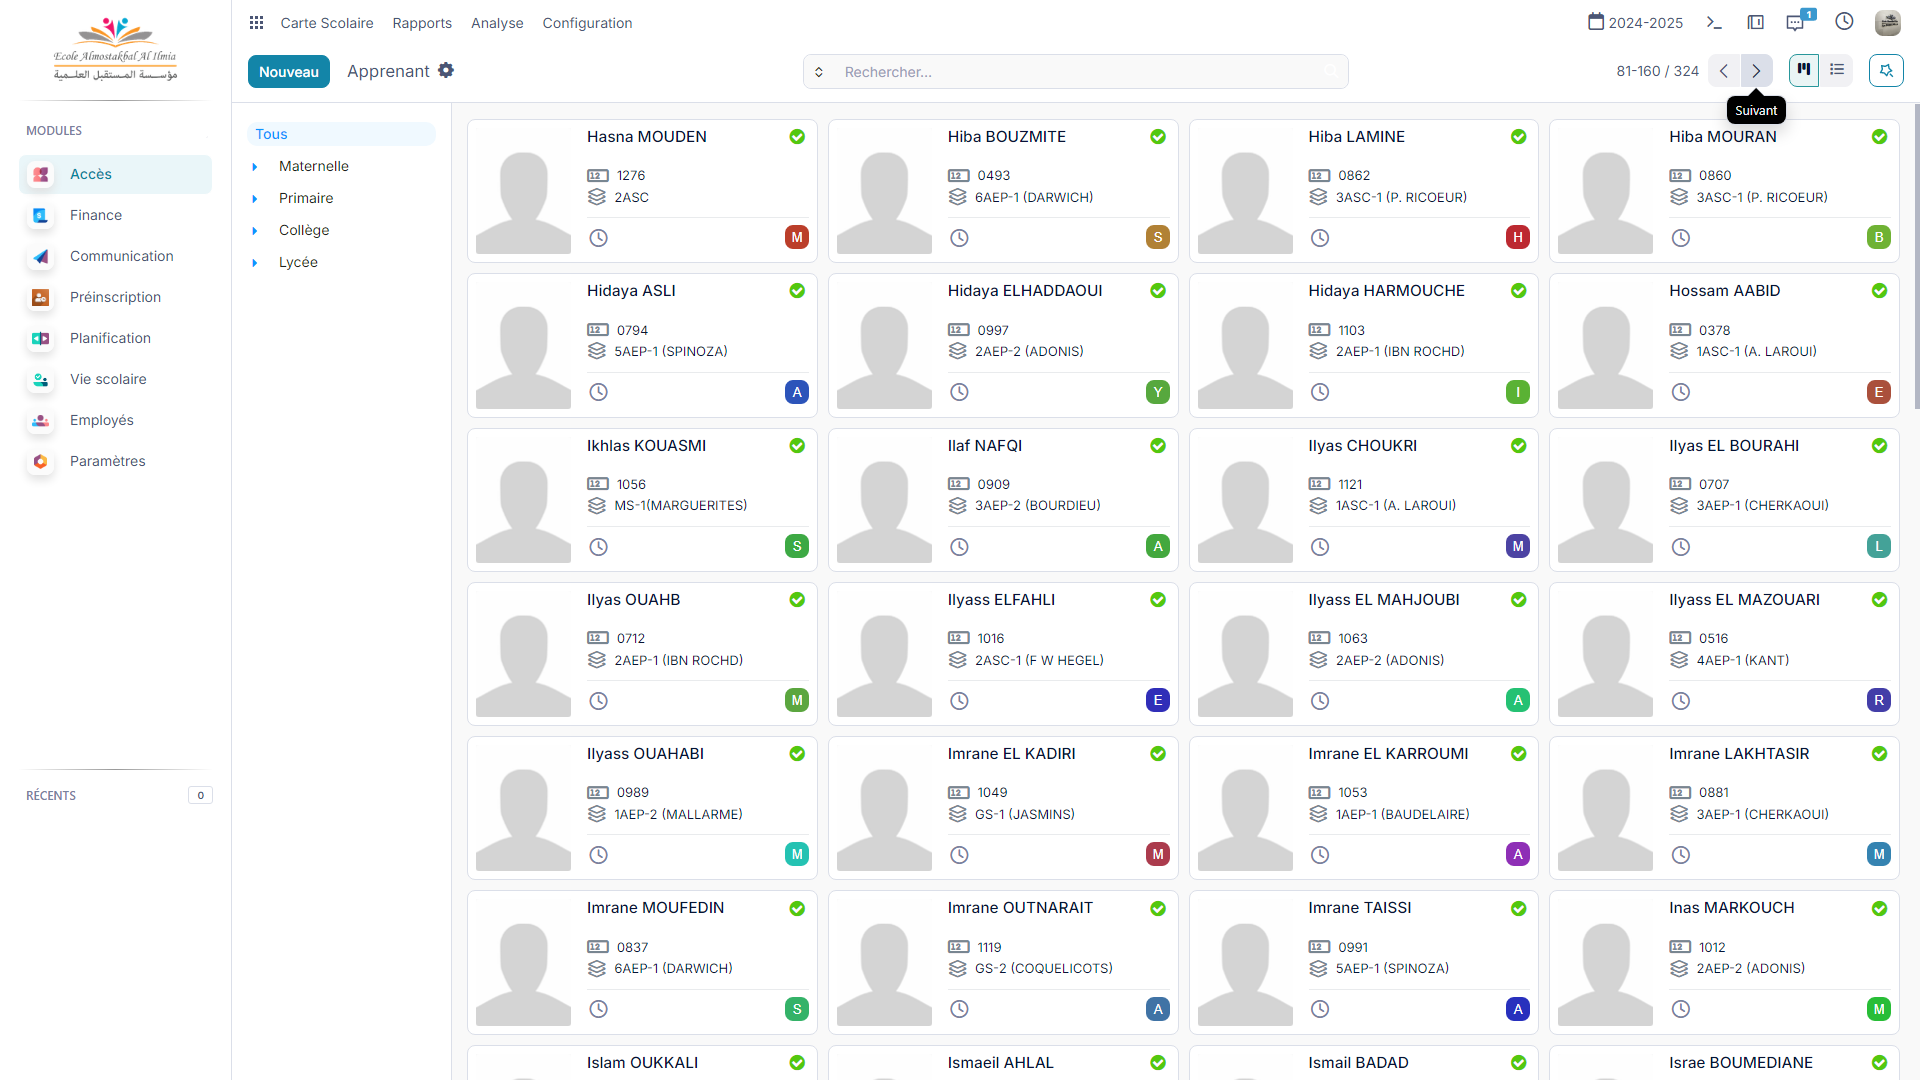 Ecole Almostakbal Al Ilmia
مؤسسة المستقبل العلمية
Carte Scolaire Rapports Analyse Configuration
2024-2025
1
Nouveau
Apprenant
Rechercher...
81-160 / 324
Suivant
MODULES
Accès
Finance
Communication
Préinscription
Planification
Vie scolaire
Employés
Paramètres
RÉCENTS
0
Tous
Maternelle
Primaire
Collège
Lycée
Hasna MOUDEN
1276
2ASC
M
Hiba BOUZMITE
0493
6AEP-1 (DARWICH)
S
Hiba LAMINE
0862
3ASC-1 (P. RICOEUR)
H
Hiba MOURAN
0860
3ASC-1 (P. RICOEUR)
B
Hidaya ASLI
0794
5AEP-1 (SPINOZA)
A
Hidaya ELHADDAOUI
0997
2AEP-2 (ADONIS)
Y
Hidaya HARMOUCHE
1103
2AEP-1 (IBN ROCHD)
I
Hossam AABID
0378
1ASC-1 (A. LAROUI)
E
Ikhlas KOUASMI
1056
MS-1(MARGUERITES)
S
Ilaf NAFQI
0909
3AEP-2 (BOURDIEU)
A
Ilyas CHOUKRI
1121
1ASC-1 (A. LAROUI)
M
Ilyas EL BOURAHI
0707
3AEP-1 (CHERKAOUI)
L
Ilyas OUAHB
0712
2AEP-1 (IBN ROCHD)
M
Ilyass ELFAHLI
1016
2ASC-1 (F W HEGEL)
E
Ilyass EL MAHJOUBI
1063
2AEP-2 (ADONIS)
A
Ilyass EL MAZOUARI
0516
4AEP-1 (KANT)
R
Ilyass OUAHABI
0989
1AEP-2 (MALLARME)
M
Imrane EL KADIRI
1049
GS-1 (JASMINS)
M
Imrane EL KARROUMI
1053
1AEP-1 (BAUDELAIRE)
A
Imrane LAKHTASIR
0881
3AEP-1 (CHERKAOUI)
M
Imrane MOUFEDIN
0837
6AEP-1 (DARWICH)
S
Imrane OUTNARAIT
1119
GS-2 (COQUELICOTS)
A
Imrane TAISSI
0991
5AEP-1 (SPINOZA)
A
Inas MARKOUCH
1012
2AEP-2 (ADONIS)
M
Islam OUKKALI
Ismaeil AHLAL
Ismail BADAD
Israe BOUMEDIANE